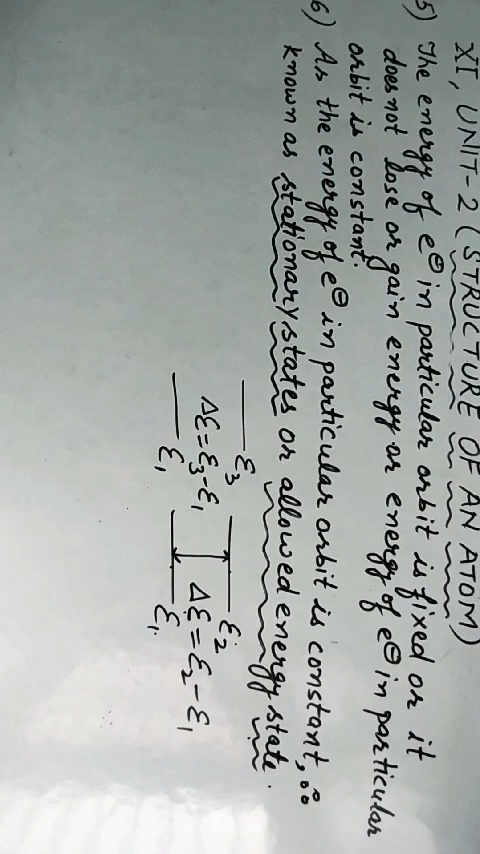 XI, UNIT-2 (STRUCTURE OF AN ATOM)
5) The energy of e⊖ in particular orbit is fixed or it
does not lose or gain energy or energy of e⊖ in particular
orbit is constant.
6) As the energy of e⊖ in particular orbit is constant, ∴
known as stationary states or allowed energy state.
E3
ΔE = E3 - E1
E1
E2
ΔE = E2 - E1
E1